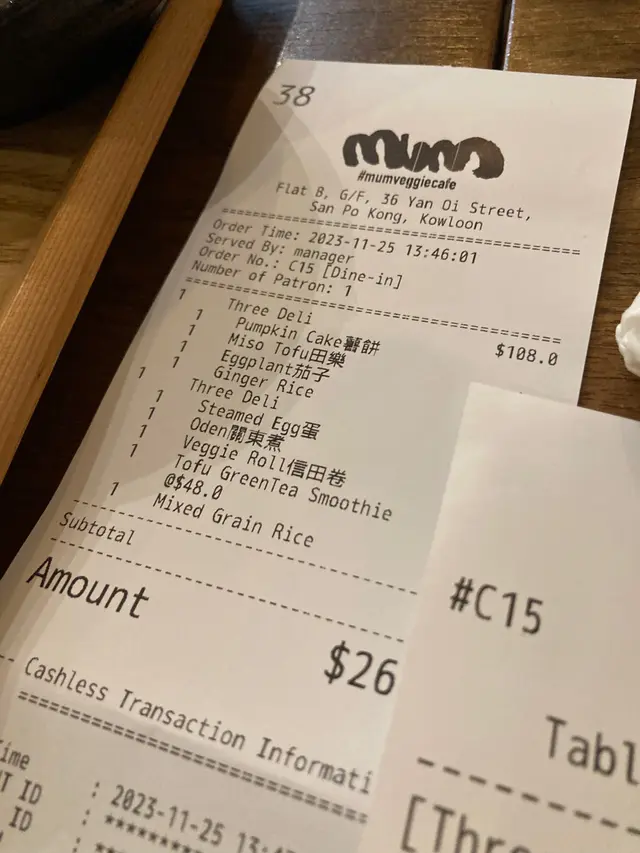 38
mum
#mumveggiecafe
Flat B, G/F, 36 Yan Oi Street,
San Po Kong, Kowloon
Order Time: 2023-11-25 13:46:01
Served By: manager
Order No.: C15 [Dine-in]
Number of Patron: 1
1 Three Deli $108.0
1 Pumpkin Cake薯餅
1 Miso Tofu田樂
1 Eggplant茄子
1 Ginger Rice
1 Three Deli
1 Steamed Egg蛋
1 Oden關東煮
1 Veggie Roll信田卷
1 Tofu GreenTea Smoothie
@$48.0
1 Mixed Grain Rice
Subtotal
Amount
$26
Cashless Transaction Informati
: 2023-11-25 13:4
ID : **********
ID
#C15
Tabl
[Thre